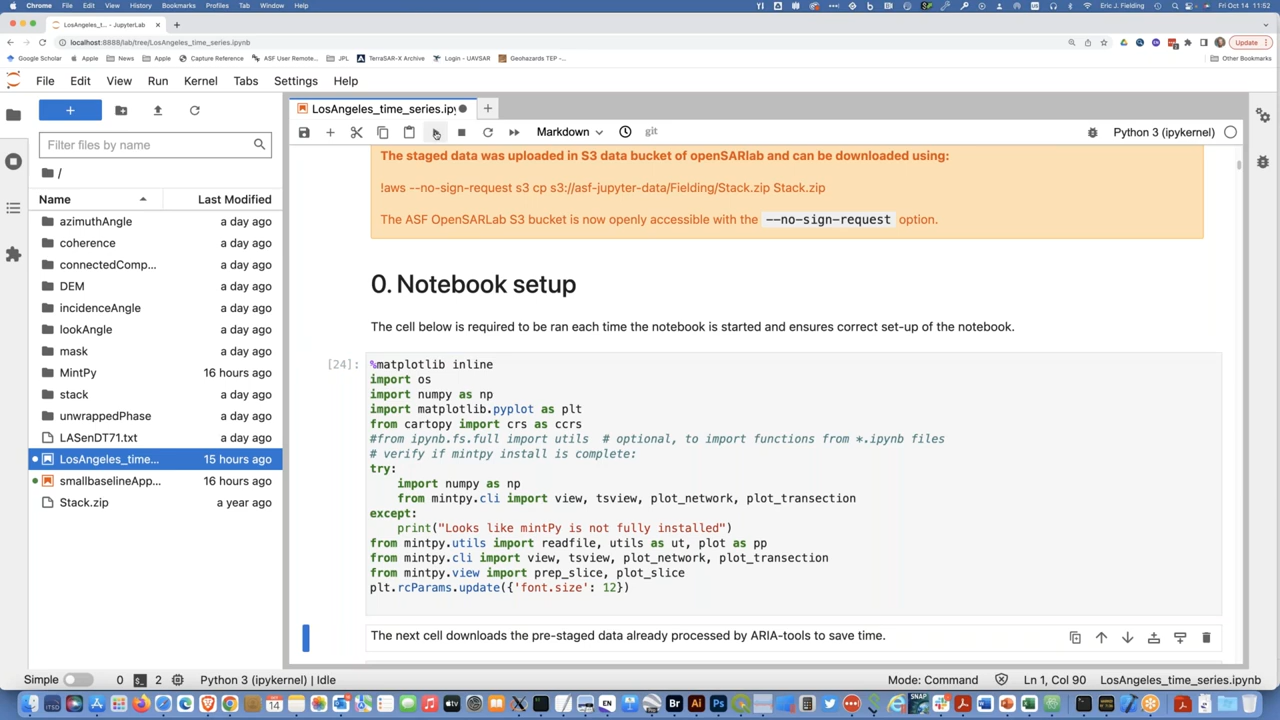 Chrome File Edit View History Bookmarks Profiles Tab Window Help Eric J. Fielding Fri Oct 14 11:52
LosAngeles_t... - JupyterLab
localhost:8888/lab/tree/LosAngeles_time_series.ipynb Update
Google Scholar Apple News Apple Capture Reference ASF User Remote... JPL TerraSAR-X Archive Login - UAVSAR Geohazards TEP -... Other Bookmarks
File Edit View Run Kernel Tabs Settings Help
LosAngeles_time_series.ipy
Markdown git Python 3 (ipykernel)
Filter files by name
/
Name Last Modified
azimuthAngle a day ago
coherence a day ago
connectedComp... a day ago
DEM a day ago
incidenceAngle a day ago
lookAngle a day ago
mask a day ago
MintPy 16 hours ago
stack a day ago
unwrappedPhase a day ago
LASenDT71.txt a day ago
LosAngeles_time... 15 hours ago
smallbaselineApp... 16 hours ago
Stack.zip a year ago
The staged data was uploaded in S3 data bucket of openSARlab and can be downloaded using:
!aws --no-sign-request s3 cp s3://asf-jupyter-data/Fielding/Stack.zip Stack.zip
The ASF OpenSARLab S3 bucket is now openly accessible with the --no-sign-request option.
0. Notebook setup
The cell below is required to be ran each time the notebook is started and ensures correct set-up of the notebook.
[24]:
%matplotlib inline
import os
import numpy as np
import matplotlib.pyplot as plt
from cartopy import crs as ccrs
#from ipynb.fs.full import utils # optional, to import functions from *.ipynb files
# verify if mintpy install is complete:
try:
import numpy as np
from mintpy.cli import view, tsview, plot_network, plot_transection
except:
print("Looks like mintPy is not fully installed")
from mintpy.utils import readfile, utils as ut, plot as pp
from mintpy.cli import view, tsview, plot_network, plot_transection
from mintpy.view import prep_slice, plot_slice
plt.rcParams.update({'font.size': 12})
The next cell downloads the pre-staged data already processed by ARIA-tools to save time.
Simple 0 2 Python 3 (ipykernel) | Idle Mode: Command Ln 1, Col 90 LosAngeles_time_series.ipynb